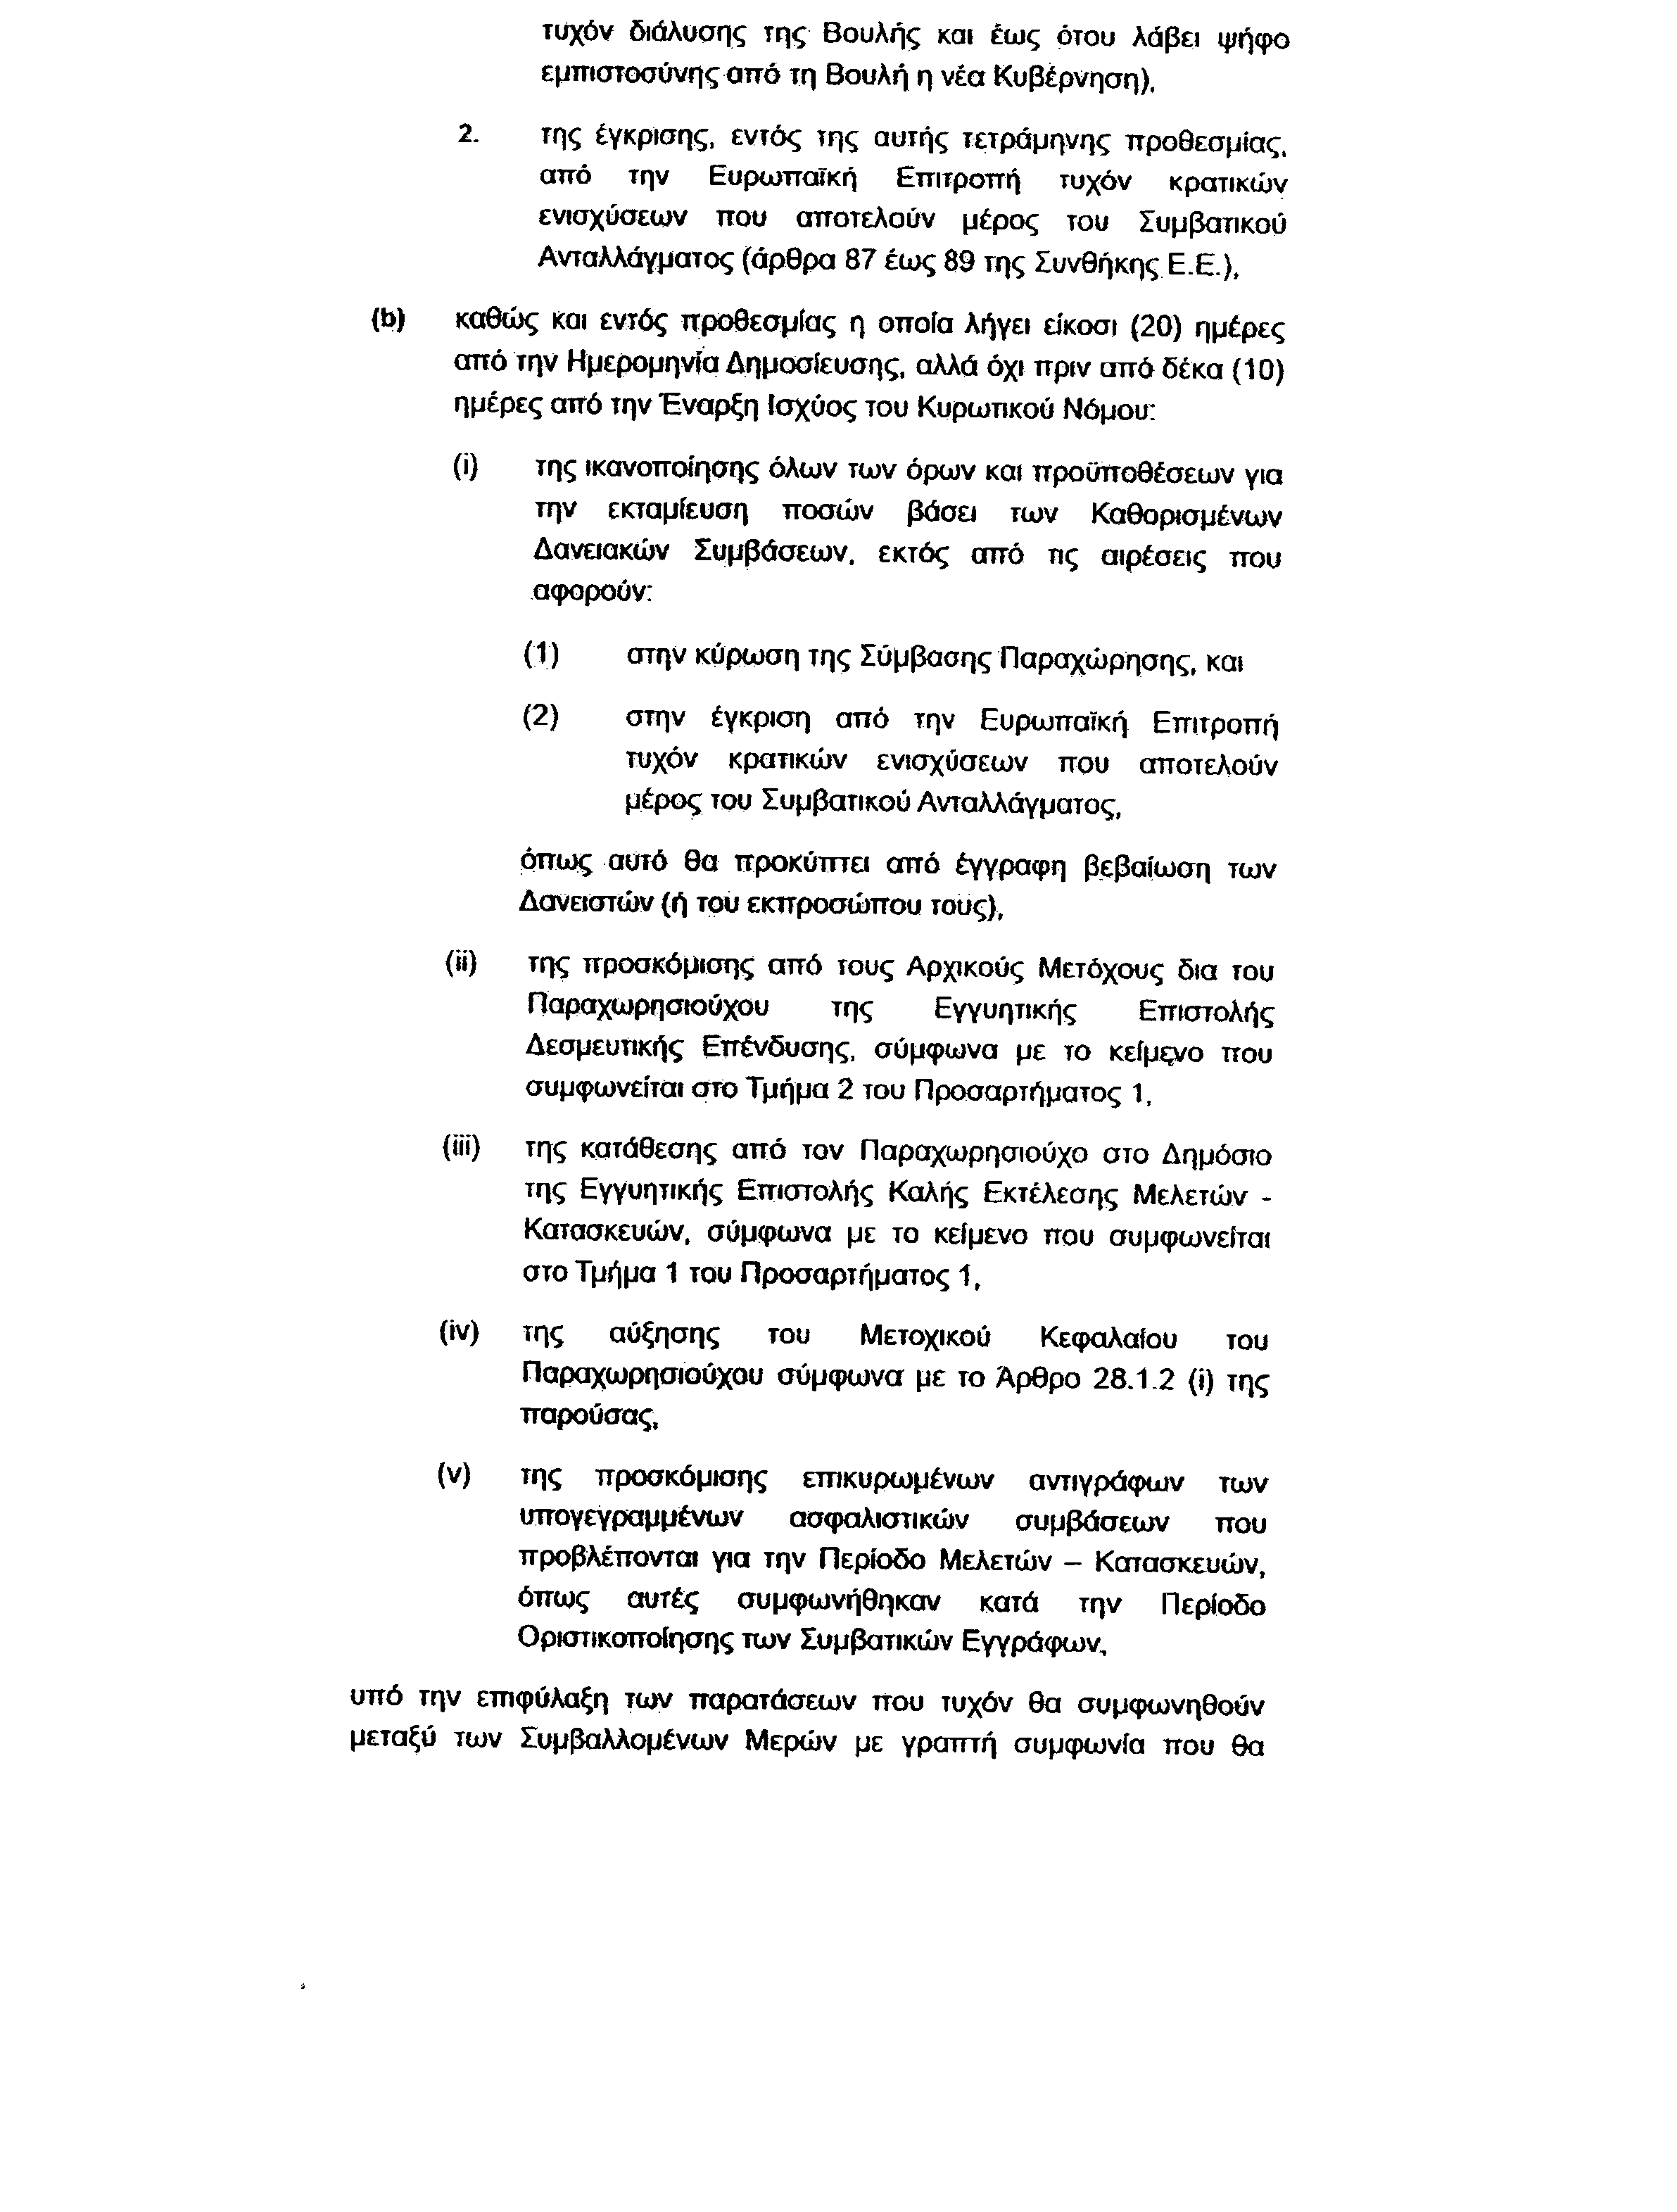 τυχόν διάλυσης της Βουλής και έως ότου λάβει ψήφο
εμπιστοσύνης από τη Βουλή η νέα Κυβέρνηση),
2. της έγκρισης, εντός της αυτής τετράμηνης προθεσμίας,
από την Ευρωπαϊκή Επιτροπή τυχόν κρατικών
ενισχύσεων που αποτελούν μέρος του Συμβατικού
Ανταλλάγματος (άρθρα 87 έως 89 της Συνθήκης Ε.Ε.),
(b) καθώς και εντός προθεσμίας η οποία λήγει είκοσι (20) ημέρες
από την Ημερομηνία Δημοσίευσης, αλλά όχι πριν από δέκα (10)
ημέρες από την Έναρξη Ισχύος του Κυρωτικού Νόμου:
(i) της ικανοποίησης όλων των όρων και προϋποθέσεων για
την εκταμίευση ποσών βάσει των Καθορισμένων
Δανειακών Συμβάσεων, εκτός από τις αιρέσεις που
αφορούν:
(1) στην κύρωση της Σύμβασης Παραχώρησης, και
(2) στην έγκριση από την Ευρωπαϊκή Επιτροπή
τυχόν κρατικών ενισχύσεων που αποτελούν
μέρος του Συμβατικού Ανταλλάγματος,
όπως αυτό θα προκύπτει από έγγραφη βεβαίωση των
Δανειστών (ή του εκπροσώπου τους),
(ii) της προσκόμισης από τους Αρχικούς Μετόχους δια του
Παραχωρησιούχου της Εγγυητικής Επιστολής
Δεσμευτικής Επένδυσης, σύμφωνα με το κείμενο που
συμφωνείται στο Τμήμα 2 του Προσαρτήματος 1,
(iii) της κατάθεσης από τον Παραχωρησιούχο στο Δημόσιο
της Εγγυητικής Επιστολής Καλής Εκτέλεσης Μελετών -
Κατασκευών, σύμφωνα με το κείμενο που συμφωνείται
στο Τμήμα 1 του Προσαρτήματος 1,
(iv) της αύξησης του Μετοχικού Κεφαλαίου του
Παραχωρησιούχου σύμφωνα με το Άρθρο 28.1.2 (i) της
παρούσας,
(v) της προσκόμισης επικυρωμένων αντιγράφων των
υπογεγραμμένων ασφαλιστικών συμβάσεων που
προβλέπονται για την Περίοδο Μελετών – Κατασκευών,
όπως αυτές συμφωνήθηκαν κατά την Περίοδο
Οριστικοποίησης των Συμβατικών Εγγράφων,
υπό την επιφύλαξη των παρατάσεων που τυχόν θα συμφωνηθούν
μεταξύ των Συμβαλλομένων Μερών με γραπτή συμφωνία που θα